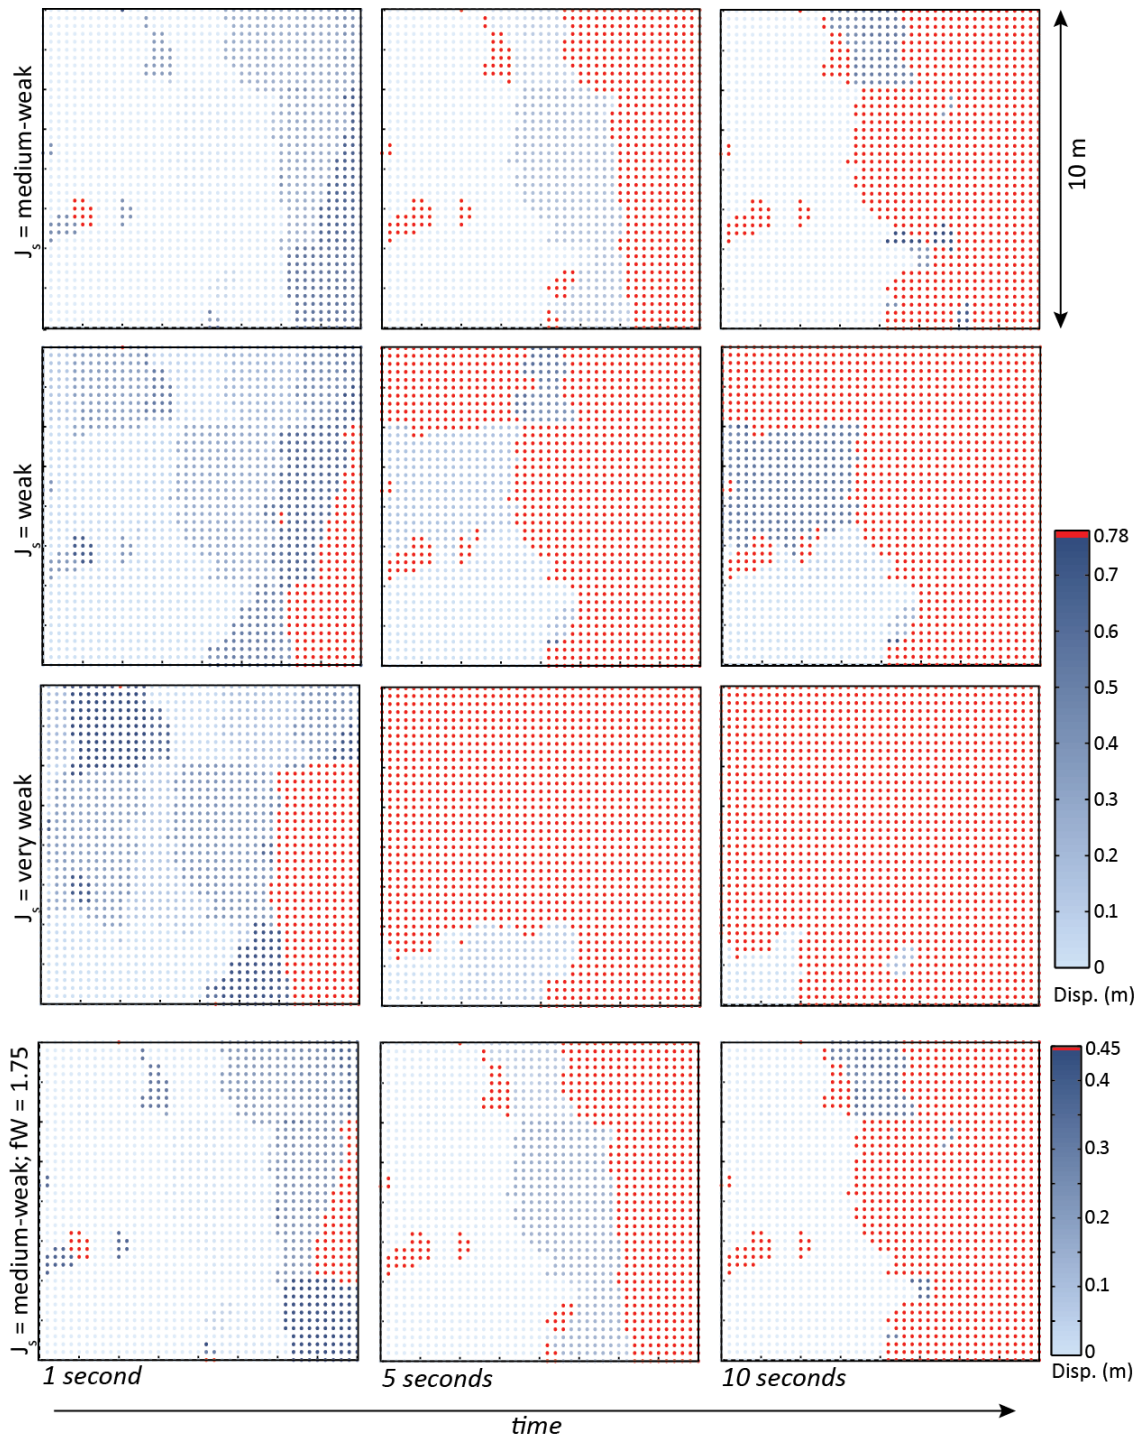 J_s = medium-weak
10 m
J_s = weak
0.78
0.7
0.6
0.5
0.4
0.3
0.2
0.1
0
Disp. (m)
J_s = very weak
J_s = medium-weak; fW = 1.75
0.45
0.4
0.3
0.2
0.1
0
Disp. (m)
1 second
5 seconds
10 seconds
time